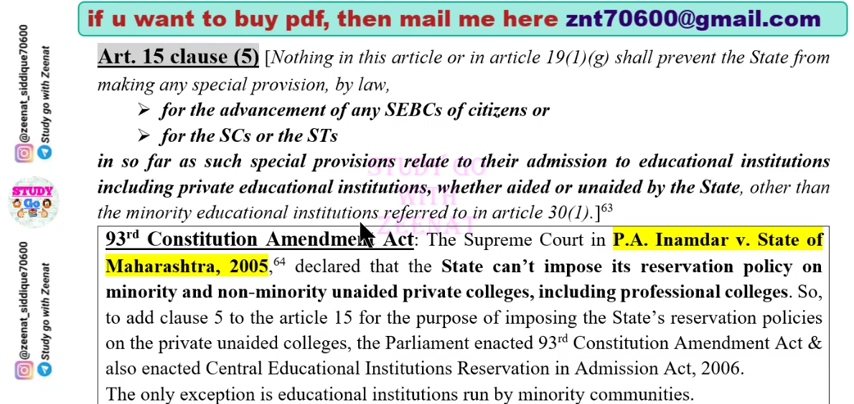 if u want to buy pdf, then mail me here znt70600@gmail.com
Art. 15 clause (5) [Nothing in this article or in article 19(1)(g) shall prevent the State from
making any special provision, by law,
➢ for the advancement of any SEBCs of citizens or
➢ for the SCs or the STs
in so far as such special provisions relate to their admission to educational institutions
including private educational institutions, whether aided or unaided by the State, other than
the minority educational institutions referred to in article 30(1).]63
93rd Constitution Amendment Act: The Supreme Court in P.A. Inamdar v. State of
Maharashtra, 2005,64 declared that the State can't impose its reservation policy on
minority and non-minority unaided private colleges, including professional colleges. So,
to add clause 5 to the article 15 for the purpose of imposing the State's reservation policies
on the private unaided colleges, the Parliament enacted 93rd Constitution Amendment Act &
also enacted Central Educational Institutions Reservation in Admission Act, 2006.
The only exception is educational institutions run by minority communities.
@zeenat_siddique70600
Study go with Zeenat
STUDY
Go
@zeenat_siddique70600
Study go with Zeenat
STUDY GO
WITH
ZEENAT